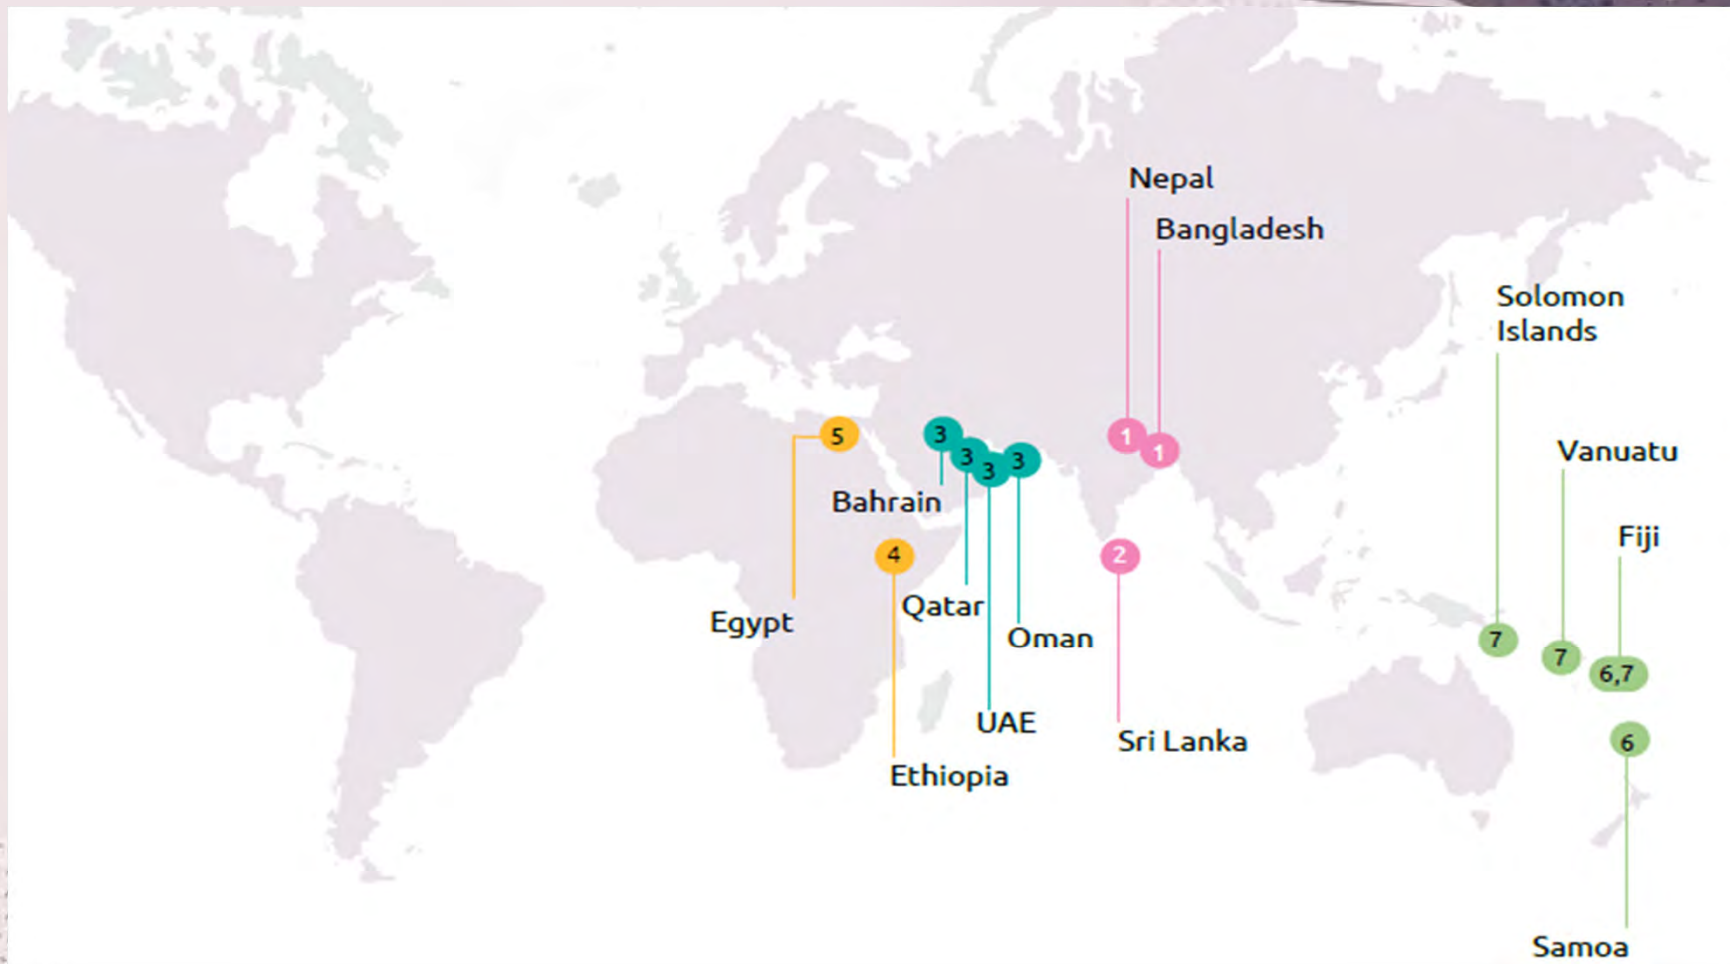 Nepal
Bangladesh
Solomon
Islands
Vanuatu
Fiji
5
3
3
3
3
1
1
Bahrain
4
2
Qatar
Egypt
Oman
7
7
6,7
UAE
Sri Lanka
6
Ethiopia
Samoa